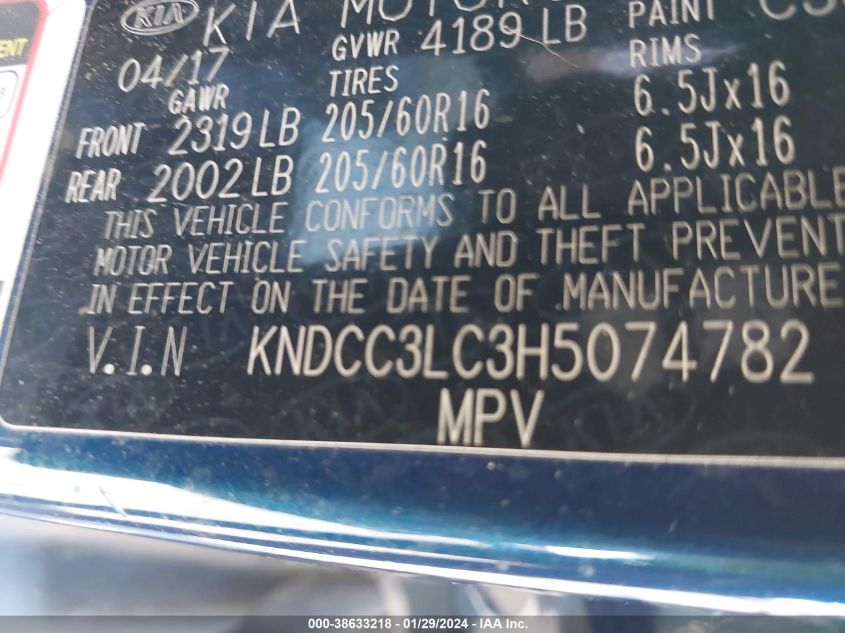 KIA KIA MOTO
PAINT
04/17 GVWR 4189 LB
GAWR TIRES RIMS
FRONT 2319 LB 205/60R16 6.5Jx16
REAR 2002 LB 205/60R16 6.5Jx16
THIS VEHICLE CONFORMS TO ALL APPLICABLE
MOTOR VEHICLE SAFETY AND THEFT PREVENT
IN EFFECT ON THE DATE OF MANUFACTURE
V.I.N KNDCC3LC3H5074782
MPV
000-38633218 - 01/29/2024 - IAA Inc.